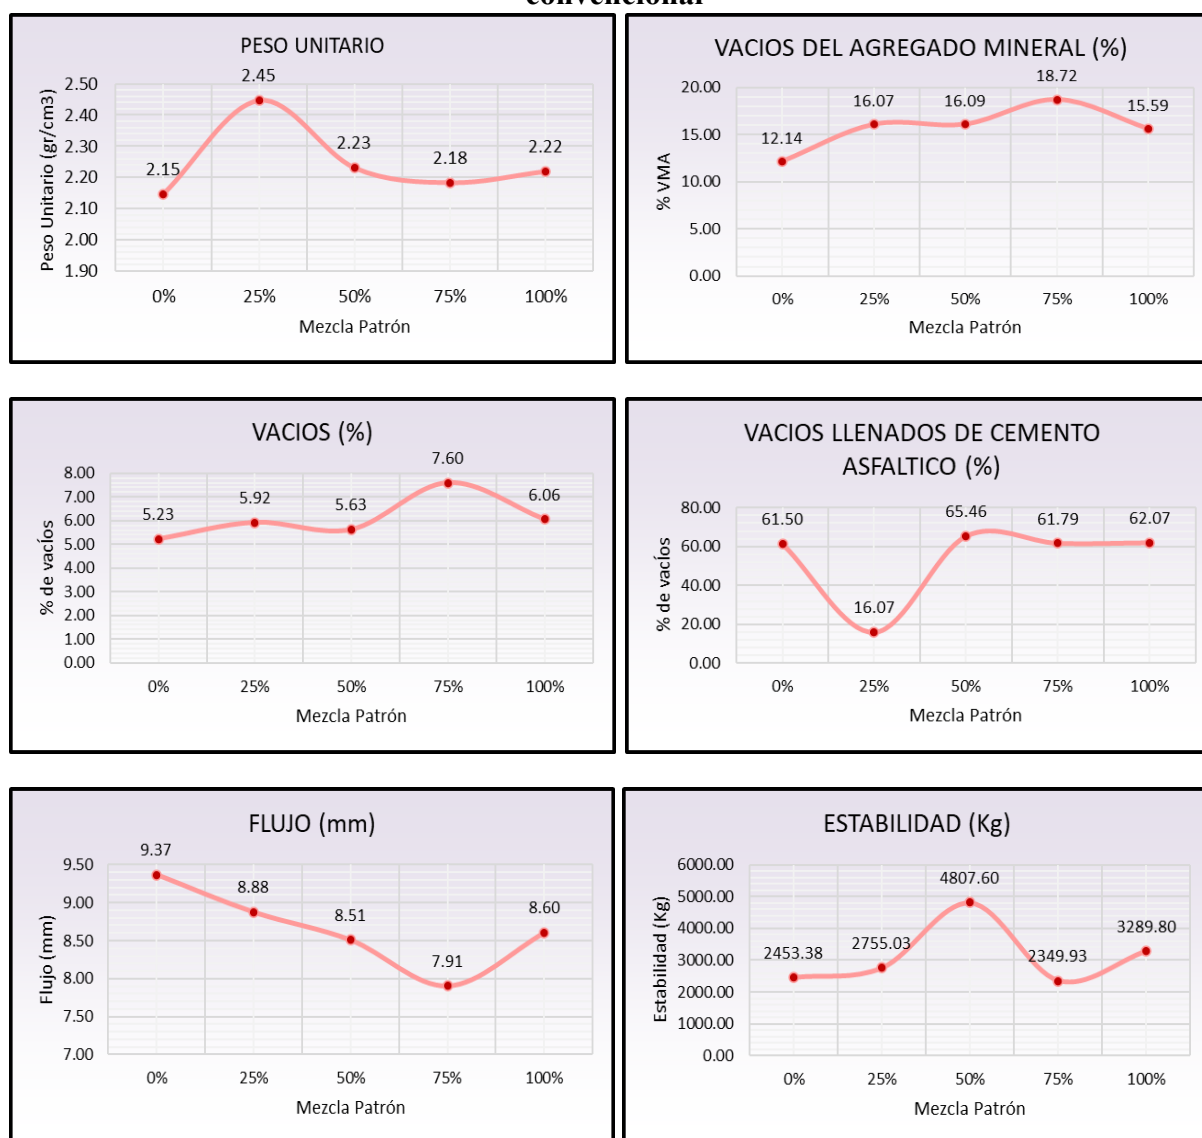 convencional
PESO UNITARIO
Peso Unitario (gr/cm3)
2.50
2.40
2.30
2.20
2.10
2.00
1.90
2.15
2.45
2.23
2.18
2.22
0% 25% 50% 75% 100%
Mezcla Patrón
VACIOS DEL AGREGADO MINERAL (%)
% VMA
20.00
15.00
10.00
5.00
0.00
12.14
16.07
16.09
18.72
15.59
0% 25% 50% 75% 100%
Mezcla Patrón
VACIOS (%)
% de vacíos
8.00
7.00
6.00
5.00
4.00
3.00
2.00
1.00
0.00
5.23
5.92
5.63
7.60
6.06
0% 25% 50% 75% 100%
Mezcla Patrón
VACIOS LLENADOS DE CEMENTO
ASFALTICO (%)
% de vacíos
80.00
60.00
40.00
20.00
0.00
61.50
16.07
65.46
61.79
62.07
0% 25% 50% 75% 100%
Mezcla Patrón
FLUJO (mm)
Flujo (mm)
9.50
9.00
8.50
8.00
7.50
7.00
9.37
8.88
8.51
7.91
8.60
0% 25% 50% 75% 100%
Mezcla Patrón
ESTABILIDAD (Kg)
Estabilidad (Kg)
6000.00
5000.00
4000.00
3000.00
2000.00
1000.00
0.00
2453.38
2755.03
4807.60
2349.93
3289.80
0% 25% 50% 75% 100%
Mezcla Patrón